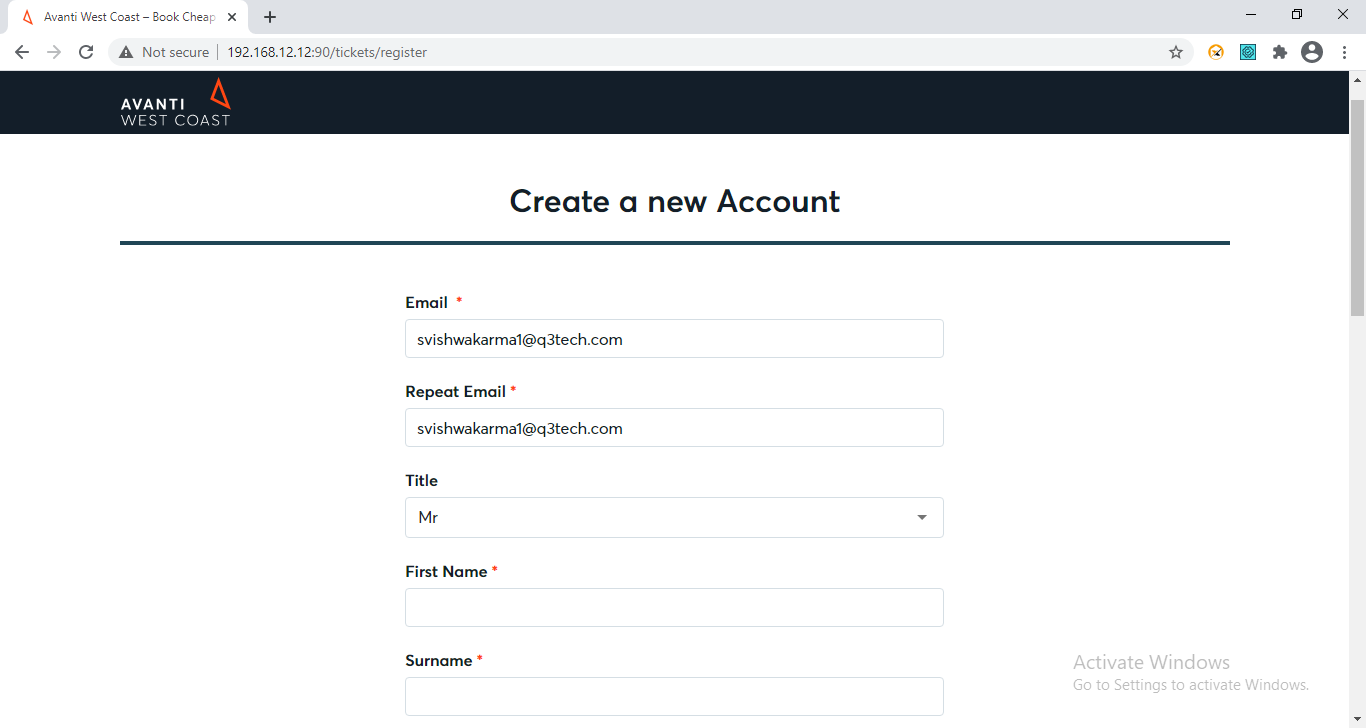 Avanti West Coast – Book Cheap
Not secure 192.168.12.12:90/tickets/register
AVANTI
WEST COAST
Create a new Account
Email *
svishwakarma1@q3tech.com
Repeat Email *
svishwakarma1@q3tech.com
Title
Mr
First Name *
Surname *
Activate Windows
Go to Settings to activate Windows.